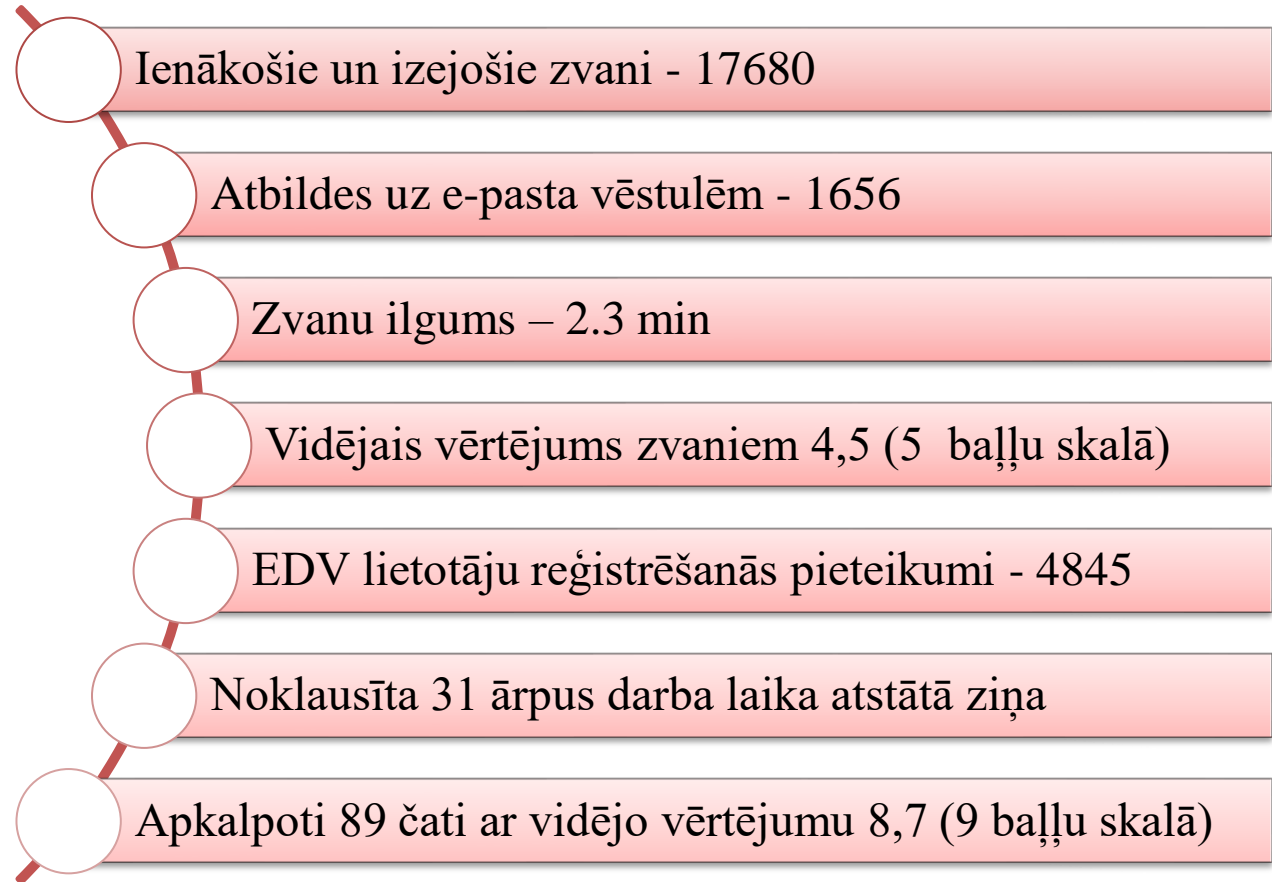 Ienākošie un izejošie zvani - 17680
Atbildes uz e-pasta vēstulēm - 1656
Zvanu ilgums – 2.3 min
Vidējais vērtējums zvaniem 4,5 (5  baļļu skalā)
EDV lietotāju reģistrēšanās pieteikumi - 4845
Noklausīta 31 ārpus darba laika atstātā ziņa
Apkalpoti 89 čati ar vidējo vērtējumu 8,7 (9 baļļu skalā)